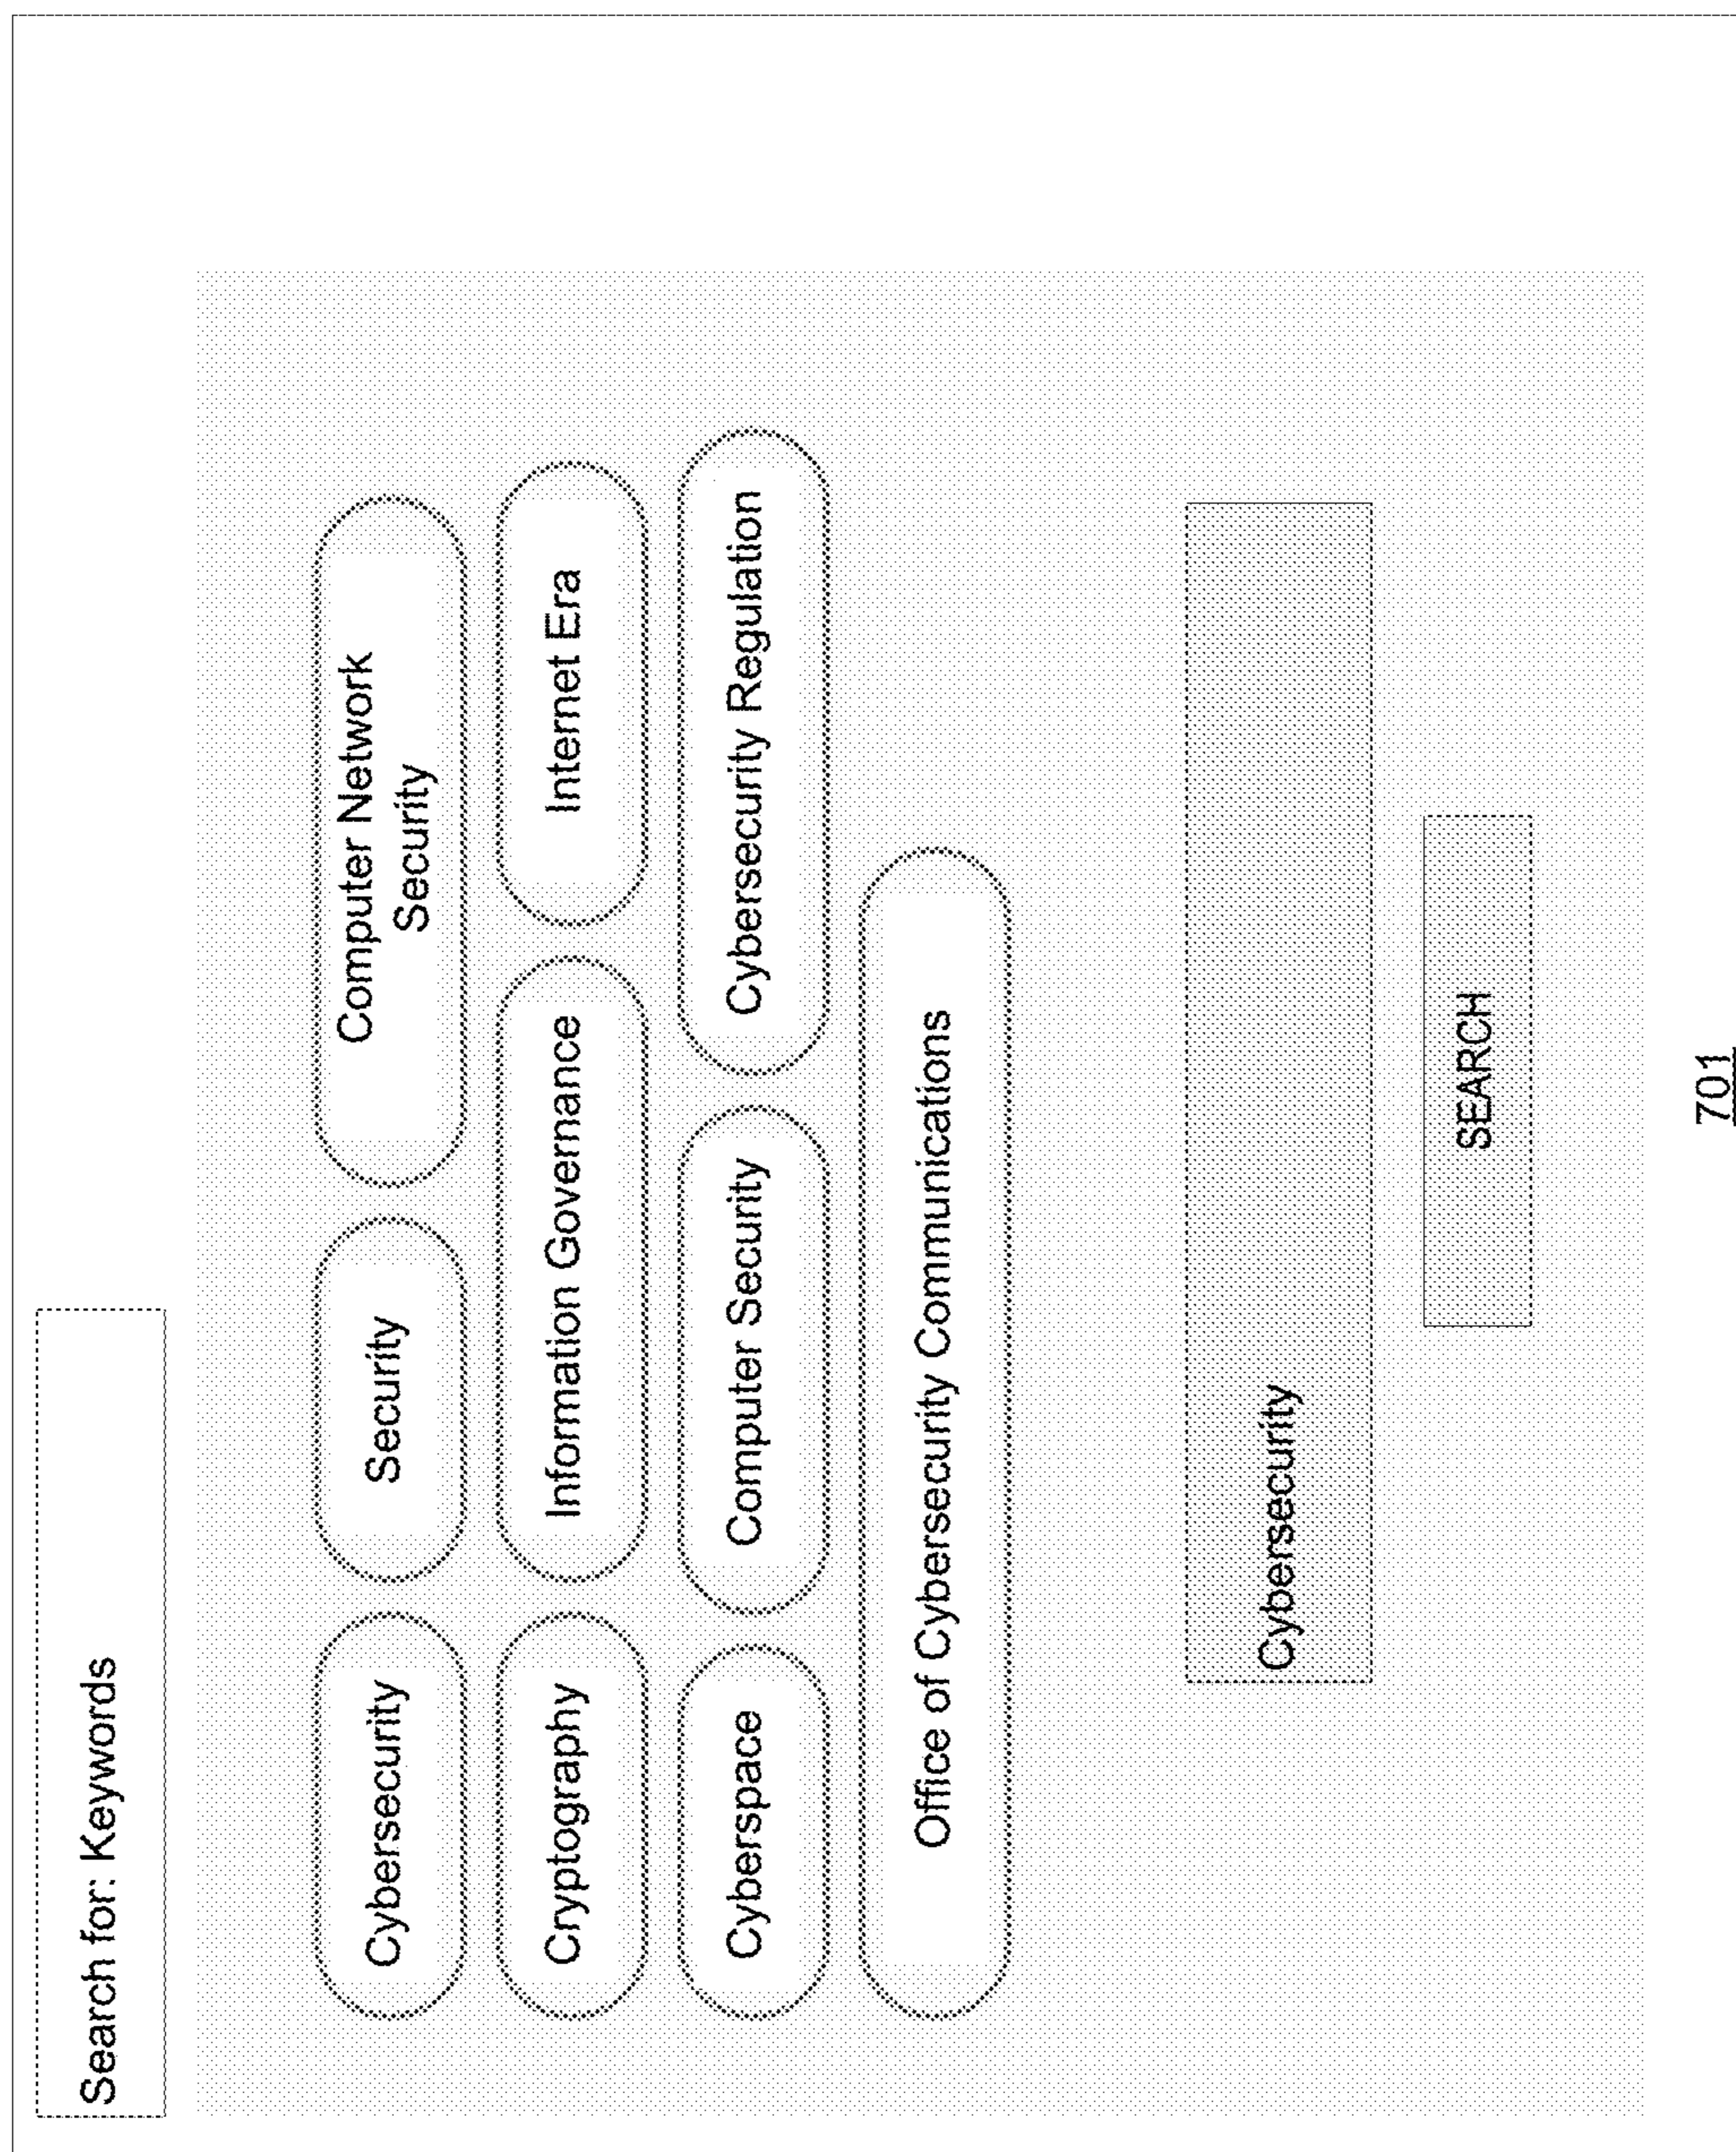 Search for: Keywords
Cybersecurity
Security
Computer Network
Security
Cryptography
Information Governance
Internet Era
Cyberspace
Computer Security
Cybersecurity Regulation
Office of Cybersecurity Communications
Cybersecurity
SEARCH
701